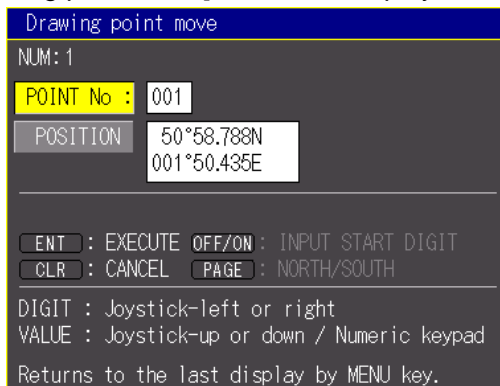 Drawing point move
NUM:1
POINT No : 001
POSITION 50°58.788N
001°50.435E
ENT : EXECUTE OFF/ON : INPUT START DIGIT
CLR : CANCEL PAGE : NORTH/SOUTH
DIGIT : Joystick-left or right
VALUE : Joystick-up or down / Numeric keypad
Returns to the last display by MENU key.